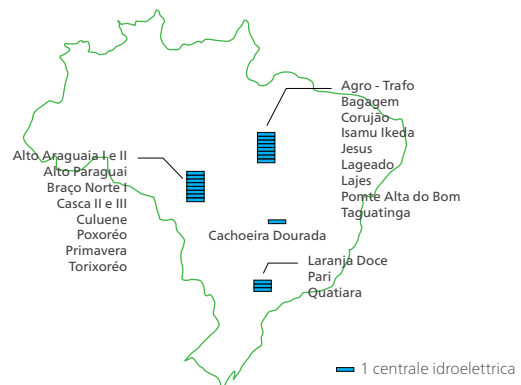 Agro - Trafo
Bagagem
Corujão
Isamu Ikeda
Jesus
Lageado
Lajes
Pomte Alta do Bom
Taguatinga
Alto Araguaia I e II
Alto Paraguai
Braço Norte I
Casca II e III
Culuene
Poxoréo
Primavera
Torixoréo
Cachoeira Dourada
Laranja Doce
Pari
Quatiara
1 centrale idroelettrica